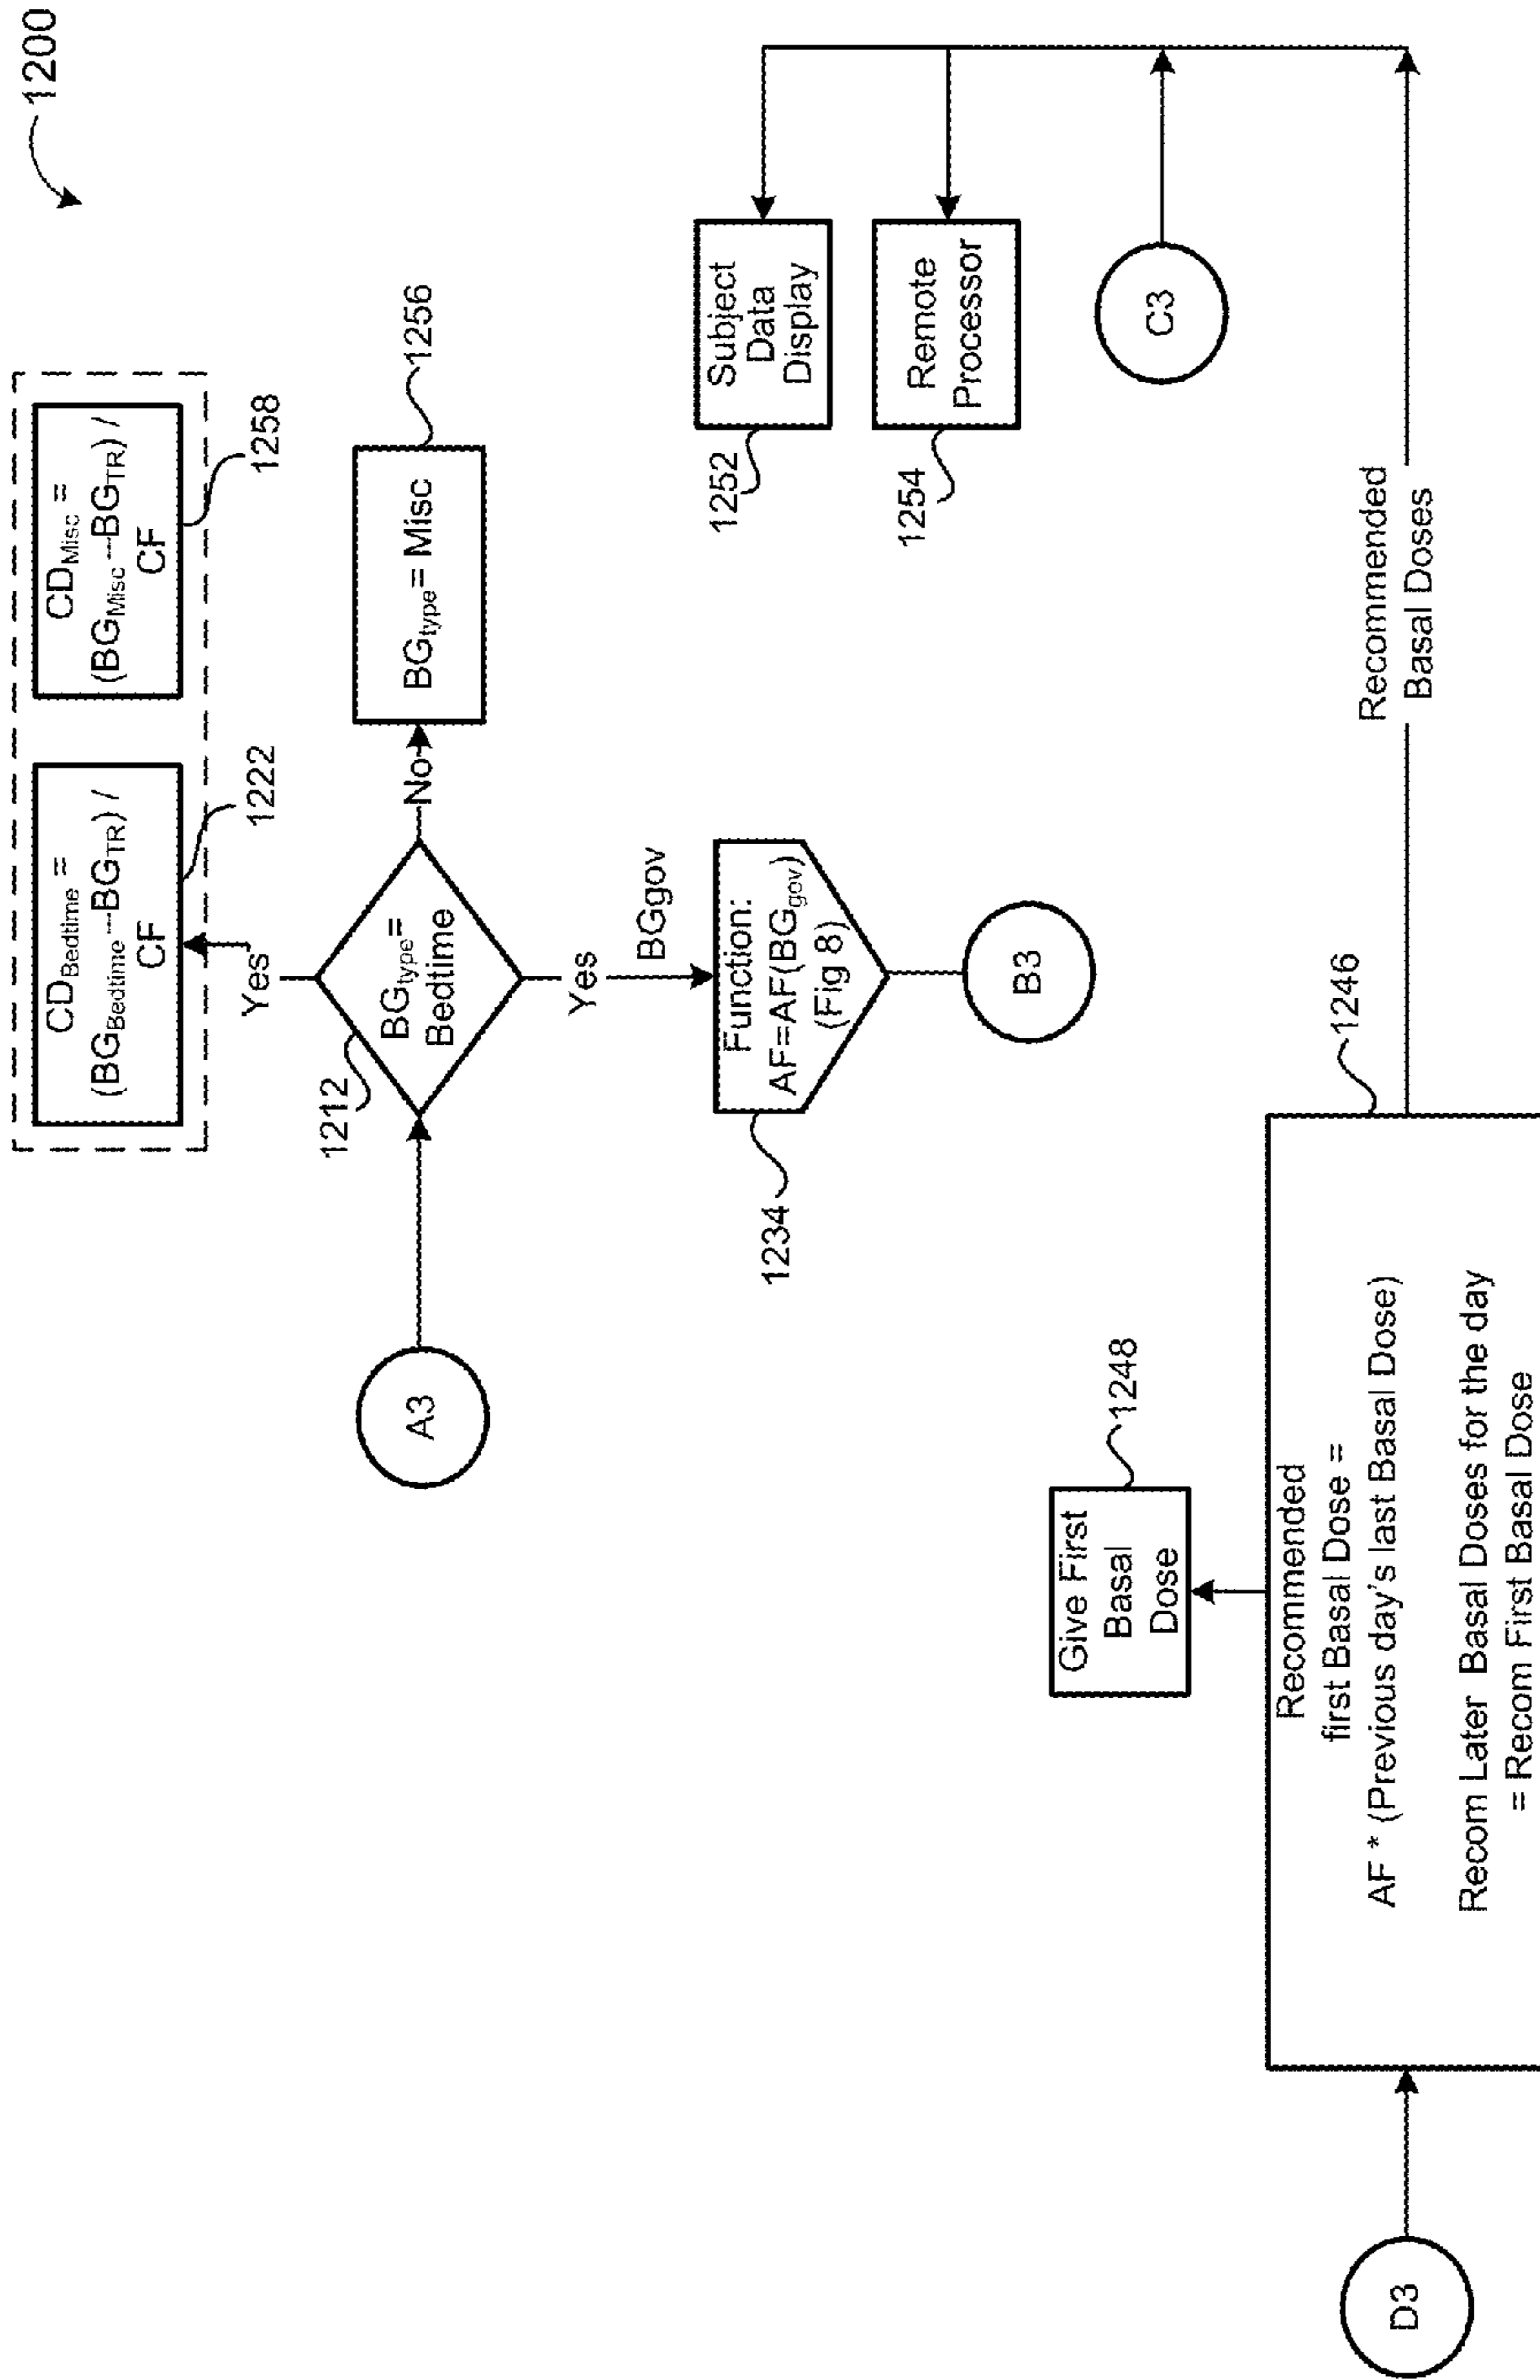 1200
CD_Bedtime =
(BG_Bedtime---BG_TR) /
CF
1222
CD_Misc =
(BG_Misc---BG_TR) /
CF
1258
Yes
A3
1212
BG_type=
Bedtime
No
BG_type= Misc
1256
Yes
BGgov
1234
Function:
AF=AF(BG_gov)
(Fig 8)
B3
Subject
Data
Display
1252
Remote
Processor
1254
C3
Give First
Basal
Dose
1248
D3
Recommended
first Basal Dose =
AF * (Previous day's last Basal Dose)
Recom Later Basal Doses for the day
= Recom First Basal Dose
1246
Recommended
Basal Doses